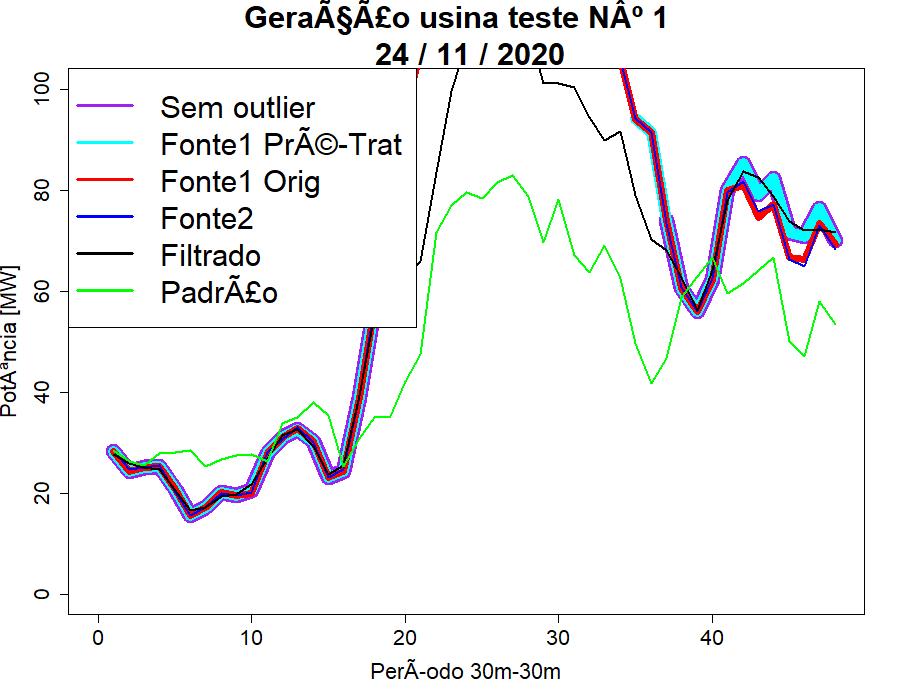 GeraÃ§Ã£o usina teste NÂº 1
24 / 11 / 2020
Sem outlier
Fonte1 PrÃ©-Trat
Fonte1 Orig
Fonte2
Filtrado
PadrÃ£o
PotÃªncia [MW]
100
80
60
40
20
0
0 10 20 30 40
PerÃ-odo 30m-30m